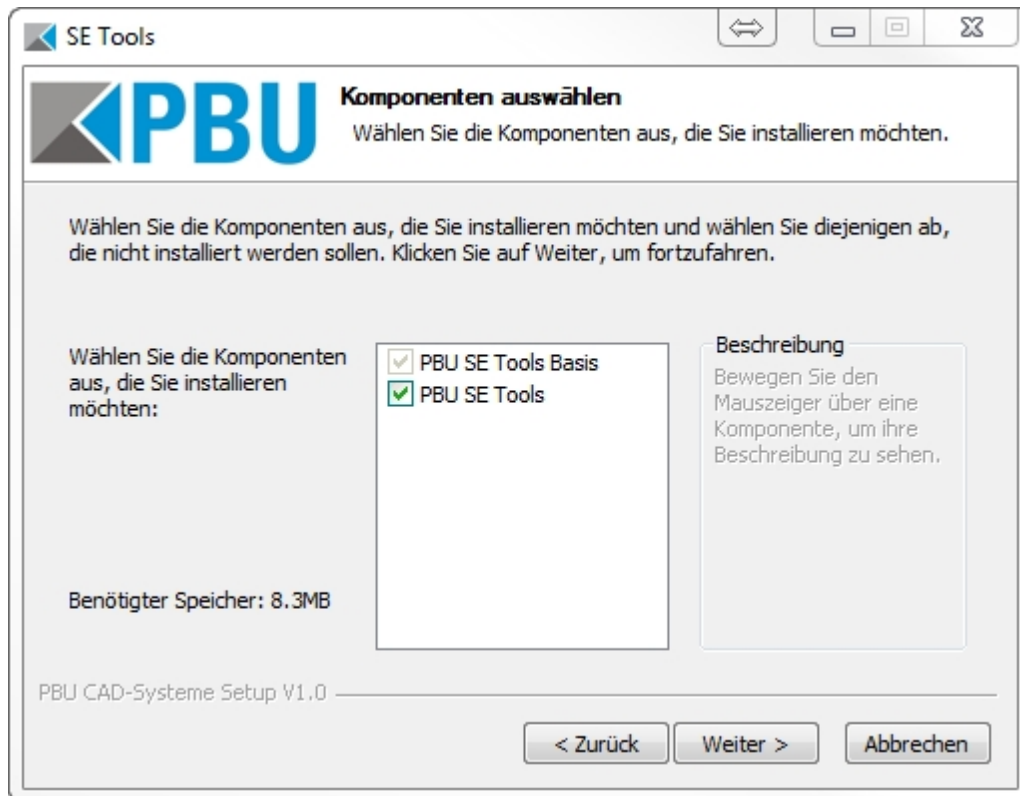 SE Tools
PBU
Komponenten auswählen
Wählen Sie die Komponenten aus, die Sie installieren möchten.
Wählen Sie die Komponenten aus, die Sie installieren möchten und wählen Sie diejenigen ab,
die nicht installiert werden sollen. Klicken Sie auf Weiter, um fortzufahren.
Wählen Sie die Komponenten
aus, die Sie installieren
möchten:
PBU SE Tools Basis
PBU SE Tools
Beschreibung
Bewegen Sie den
Mauszeiger über eine
Komponente, um ihre
Beschreibung zu sehen.
Benötigter Speicher: 8.3MB
PBU CAD-Systeme Setup V1.0
< Zurück
Weiter >
Abbrechen